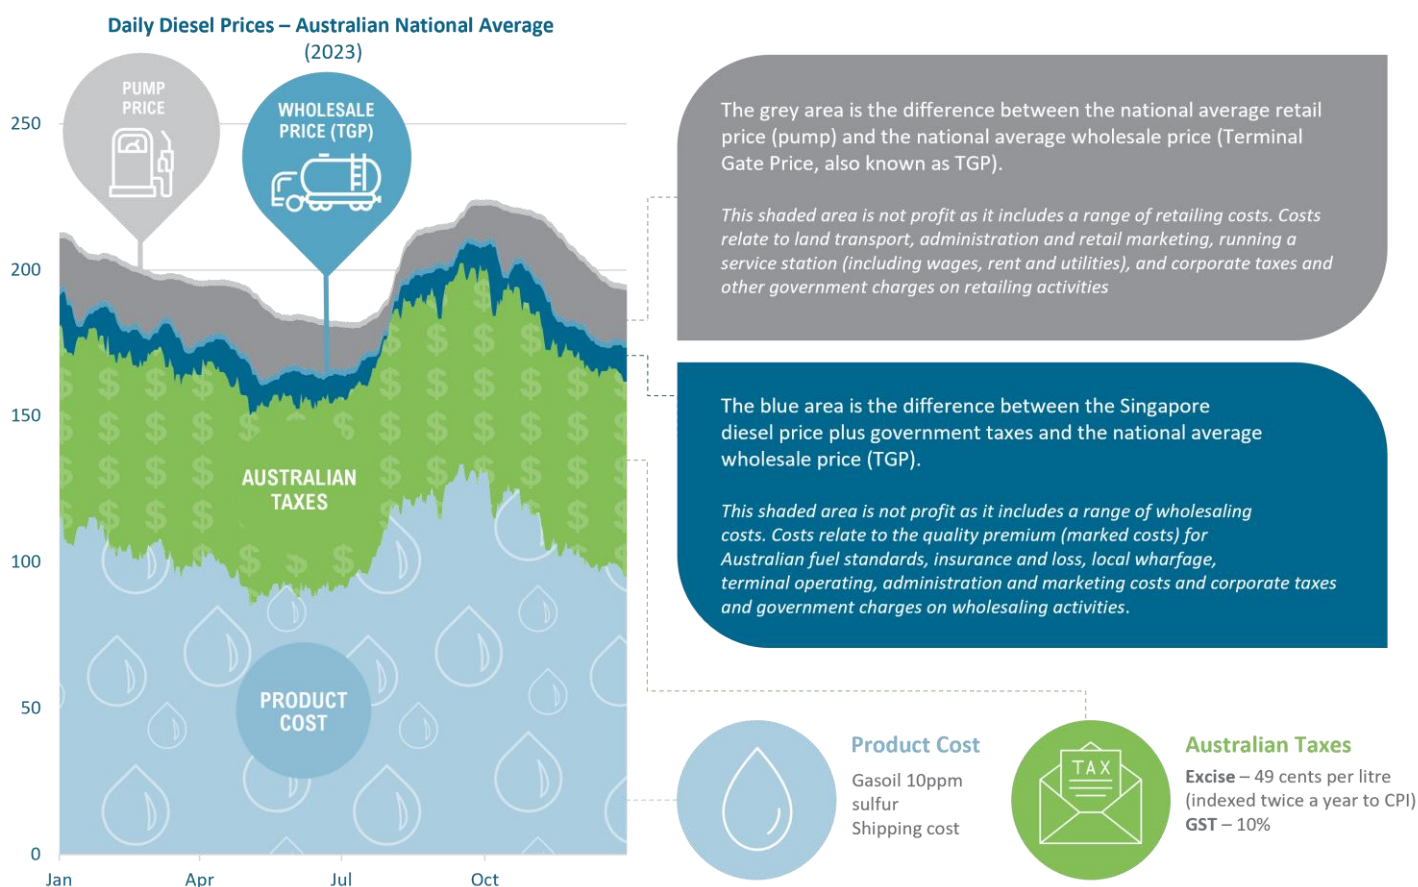 Daily Diesel Prices – Australian National Average
(2023)
PUMP
PRICE
WHOLESALE
PRICE (TGP)
250
200
150
100
50
0
Jan
Apr
Jul
Oct
AUSTRALIAN
TAXES
PRODUCT
COST
The grey area is the difference between the national average retail
price (pump) and the national average wholesale price (Terminal
Gate Price, also known as TGP).
This shaded area is not profit as it includes a range of retailing costs. Costs
relate to land transport, administration and retail marketing, running a
service station (including wages, rent and utilities), and corporate taxes and
other government charges on retailing activities
The blue area is the difference between the Singapore
diesel price plus government taxes and the national average
wholesale price (TGP).
This shaded area is not profit as it includes a range of wholesaling
costs. Costs relate to the quality premium (marked costs) for
Australian fuel standards, insurance and loss, local wharfage,
terminal operating, administration and marketing costs and corporate taxes
and government charges on wholesaling activities.
Product Cost
Gasoil 10ppm
sulfur
Shipping cost
TAX
Australian Taxes
Excise – 49 cents per litre
(indexed twice a year to CPI)
GST – 10%